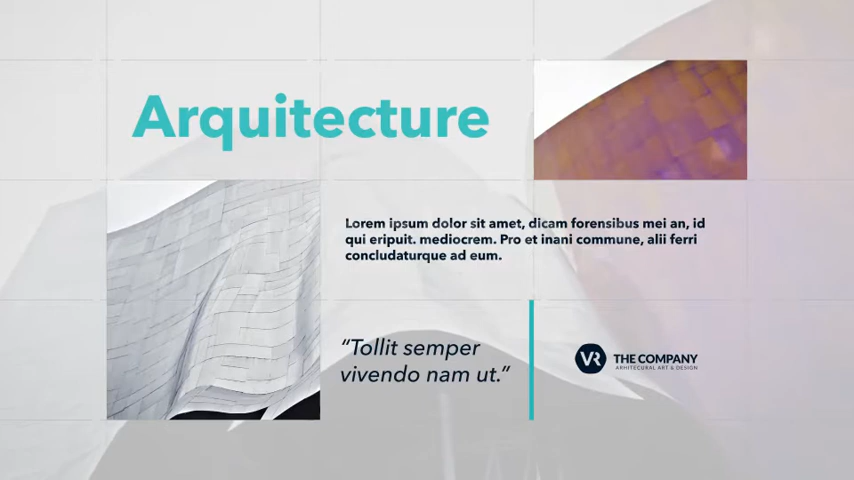 Arquitecture
Lorem ipsum dolor sit amet, dicam forensibus mei an, id
qui eripuit. mediocrem. Pro et inani commune, alii ferri
concludaturque ad eum.
“Tollit semper
vivendo nam ut.”
VR
THE COMPANY
ARHITECURAL ART & DESIGN